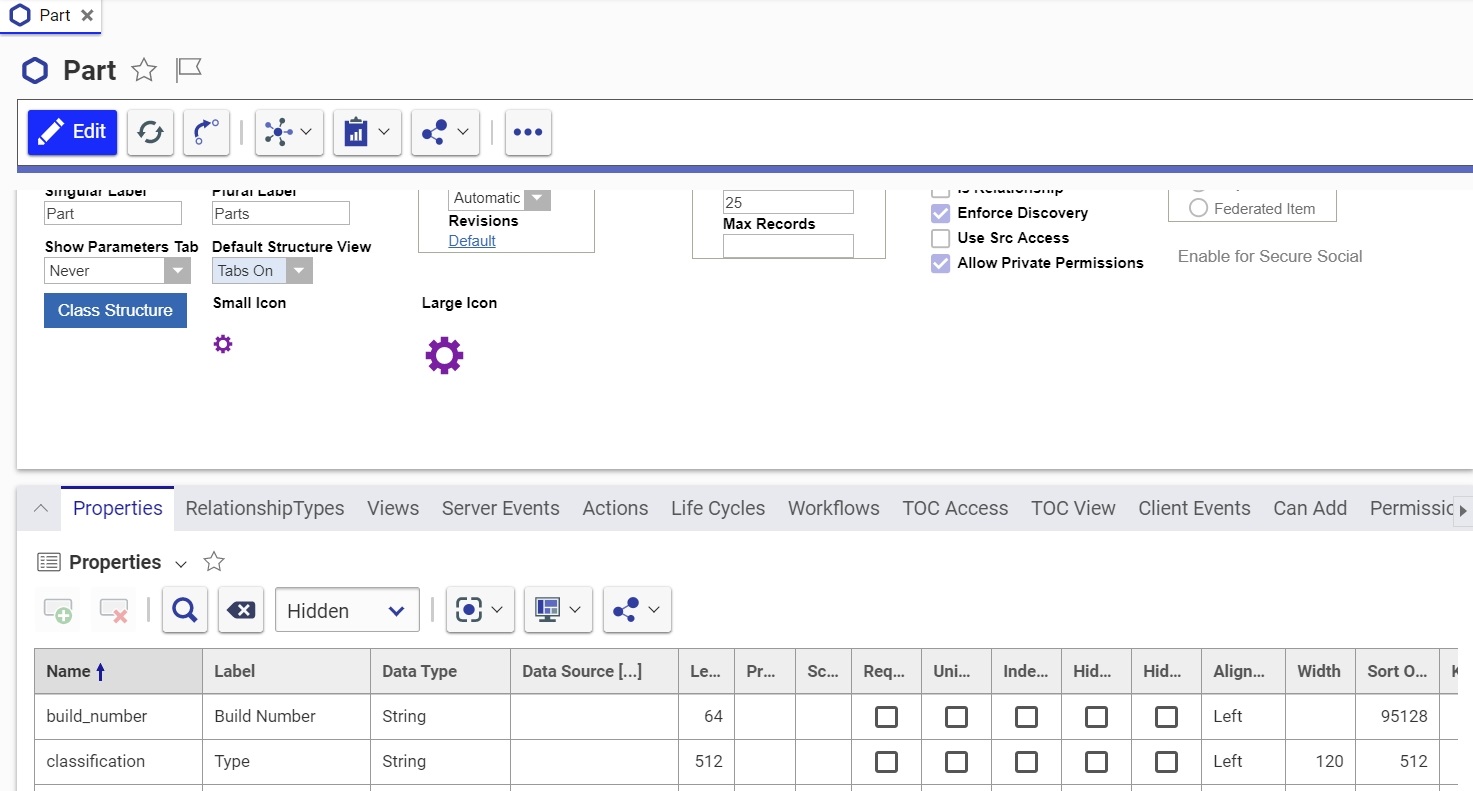 Part
Part
Edit
Singular Label Plural Label
Automatic
25
Is Relationship
Part Parts
Revisions
Max Records
Enforce Discovery
Federated Item
Default
Use Src Access
Show Parameters Tab Default Structure View
Enable for Secure Social
Never Tabs On
Allow Private Permissions
Class Structure Small Icon Large Icon
Properties RelationshipTypes Views Server Events Actions Life Cycles Workflows TOC Access TOC View Client Events Can Add Permissic
Properties
Hidden
Name Label Data Type Data Source [...] Le... Pr... Sc... Req... Uni... Inde... Hid... Hid... Align... Width Sort O...
build_number Build Number String 64 Left 95128
classification Type String 512 Left 120 512